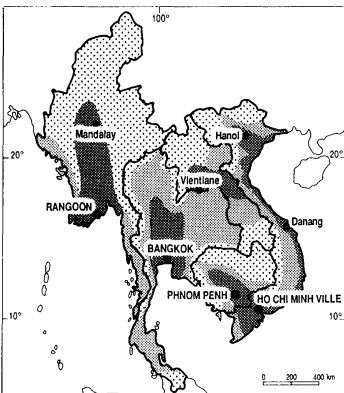 100°
Mandalay
Hanoï
20°
20°
Vientiane
RANGOON
Danang
BANGKOK
PHNOM PENH
HO CHI MINH VILLE
10°
10°
0 200 400 km